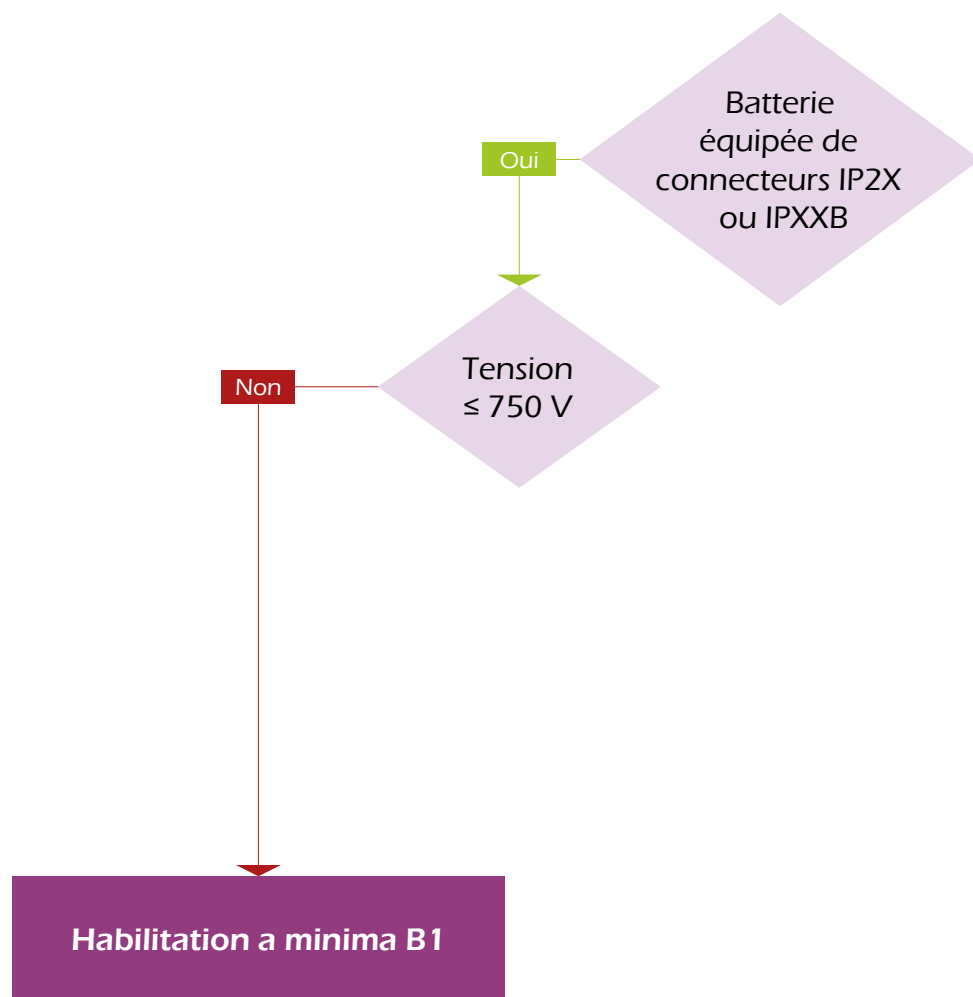 Batterie
équipée de
connecteurs IP2X
ou IPXXB
Oui
Tension
≤ 750 V
Non
Habilitation a minima B1